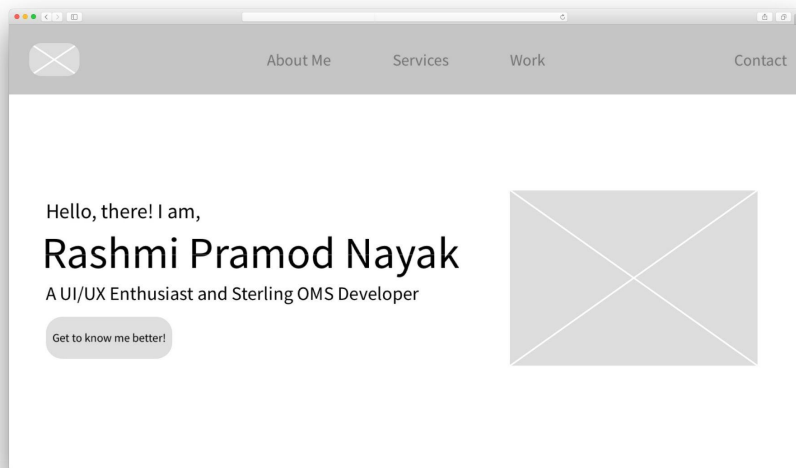 About Me Services Work Contact
Hello, there! I am,
Rashmi Pramod Nayak
A UI/UX Enthusiast and Sterling OMS Developer
Get to know me better!